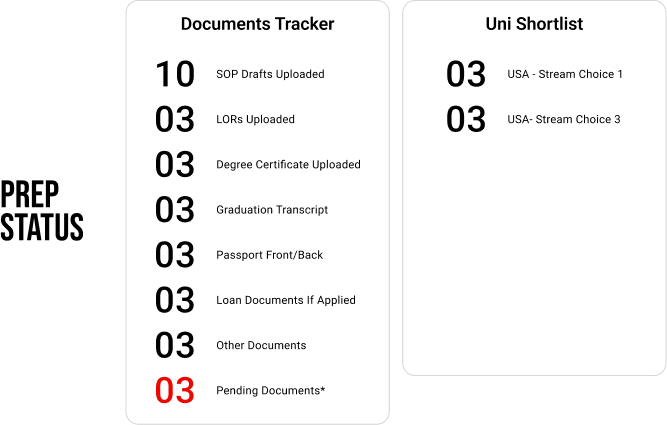 PREP
STATUS
Documents Tracker
10 SOP Drafts Uploaded
03 LORs Uploaded
03 Degree Certificate Uploaded
03 Graduation Transcript
03 Passport Front/Back
03 Loan Documents If Applied
03 Other Documents
03 Pending Documents*
Uni Shortlist
03 USA - Stream Choice 1
03 USA- Stream Choice 3